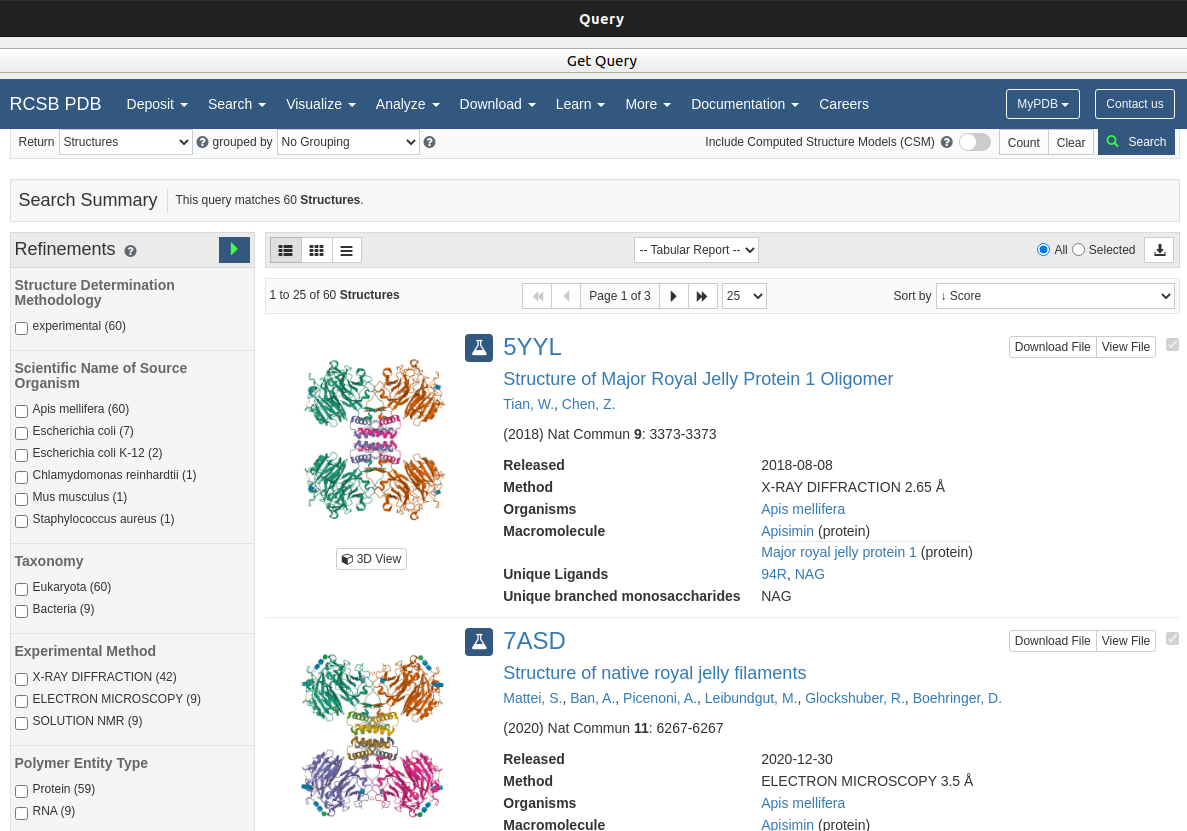 Query
Get Query
RCSB PDB Deposit Search Visualize Analyze Download Learn More Documentation Careers MyPDB Contact us
Return Structures ? grouped by No Grouping ? Include Computed Structure Models (CSM) ? Count Clear Search
Search Summary This query matches 60 Structures.
Refinements ?
-- Tabular Report -- All Selected
Structure Determination
Methodology
experimental (60)
Scientific Name of Source
Organism
Apis mellifera (60)
Escherichia coli (7)
Escherichia coli K-12 (2)
Chlamydomonas reinhardtii (1)
Mus musculus (1)
Staphylococcus aureus (1)
Taxonomy
Eukaryota (60)
Bacteria (9)
Experimental Method
X-RAY DIFFRACTION (42)
ELECTRON MICROSCOPY (9)
SOLUTION NMR (9)
Polymer Entity Type
Protein (59)
RNA (9)
1 to 25 of 60 Structures Page 1 of 3 25 Sort by ↓ Score
5YYL Download File View File
Structure of Major Royal Jelly Protein 1 Oligomer
Tian, W., Chen, Z.
(2018) Nat Commun 9: 3373-3373
Released 2018-08-08
Method X-RAY DIFFRACTION 2.65 Å
Organisms Apis mellifera
Macromolecule Apisimin (protein)
Major royal jelly protein 1 (protein)
3D View
Unique Ligands 94R, NAG
Unique branched monosaccharides NAG
7ASD Download File View File
Structure of native royal jelly filaments
Mattei, S., Ban, A., Picenoni, A., Leibundgut, M., Glockshuber, R., Boehringer, D.
(2020) Nat Commun 11: 6267-6267
Released 2020-12-30
Method ELECTRON MICROSCOPY 3.5 Å
Organisms Apis mellifera
Macromolecule Apisimin (protein)